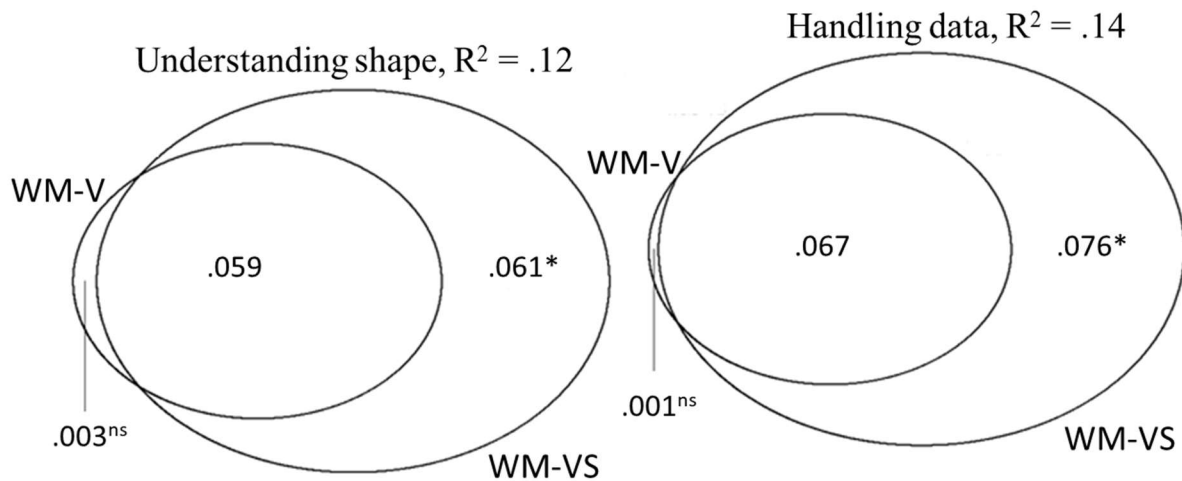 Understanding shape, R² = .12
WM-V
.059
.061*
.003ⁿˢ
WM-VS
Handling data, R² = .14
WM-V
.067
.076*
.001ⁿˢ
WM-VS